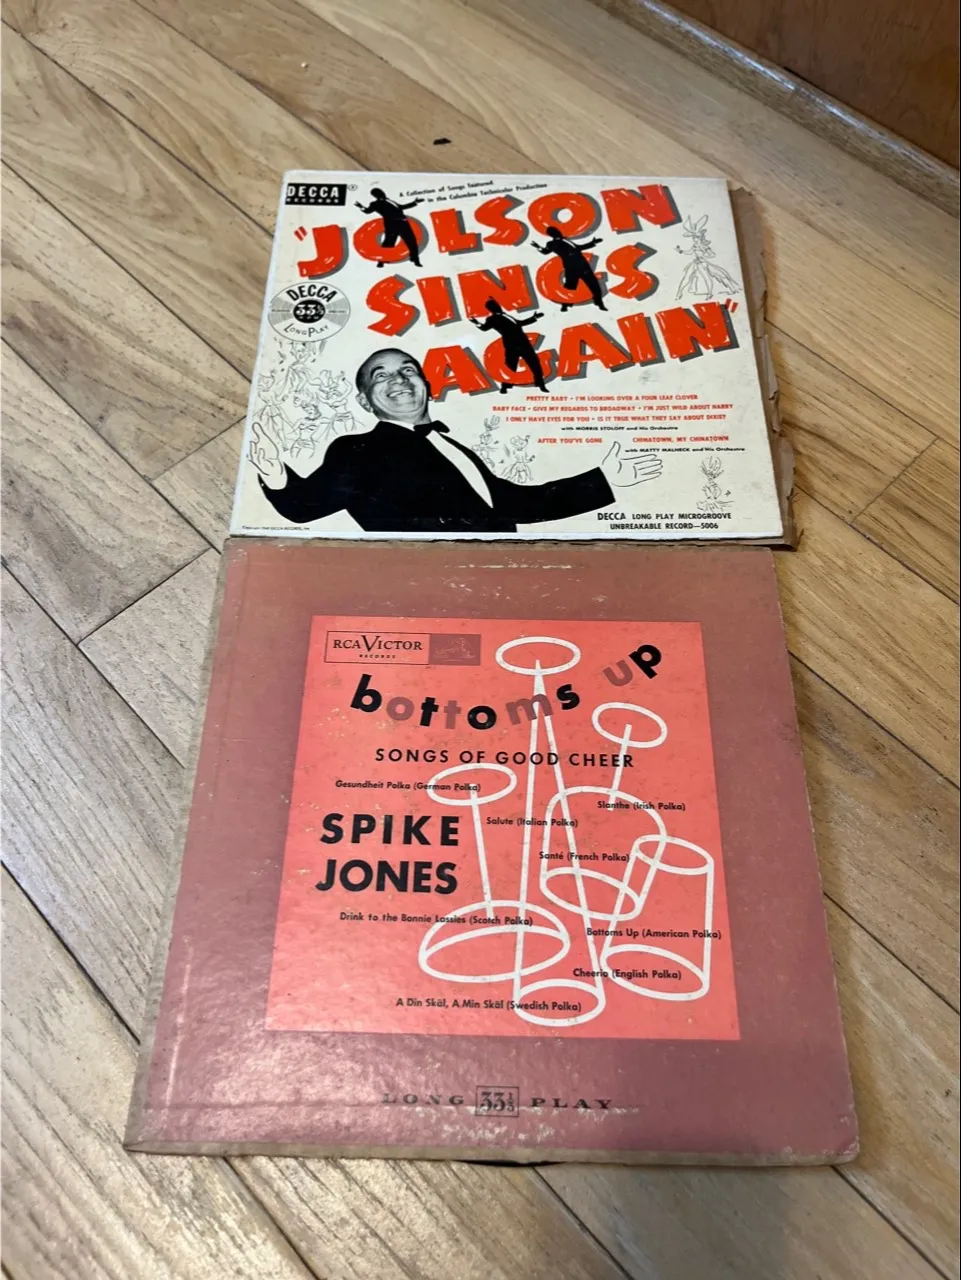 DECCA ®
RECORDS
A Collection of Songs featured
in the Columbia Technicolor Production
"JOLSON
SINGS
AGAIN"
DECCA
33⅓
RPM
LONG PLAY
PRETTY BABY • I'M LOOKING OVER A FOUR LEAF CLOVER
BABY FACE • GIVE MY REGARDS TO BROADWAY • I'M JUST WILD ABOUT HARRY
I ONLY HAVE EYES FOR YOU • IS IT TRUE WHAT THEY SAY ABOUT DIXIE?
with MORRIS STOLOFF and His Orchestra
AFTER YOU'VE GONE CHINATOWN, MY CHINATOWN
with MATTY MALNECK and His Orchestra
DECCA LONG PLAY MICROGROOVE
UNBREAKABLE RECORD—5006
RCA VICTOR
RECORDS
bottoms up
SONGS OF GOOD CHEER
Gesundheit Polka (German Polka)
Slanthe (Irish Polka)
Salute (Italian Polka)
SPIKE
JONES
Santé (French Polka)
Drink to the Bonnie Lassies (Scotch Polka)
Bottoms Up (American Polka)
Cheerio (English Polka)
A Din Skäl, A Min Skäl (Swedish Polka)
LONG 33⅓ PLAY